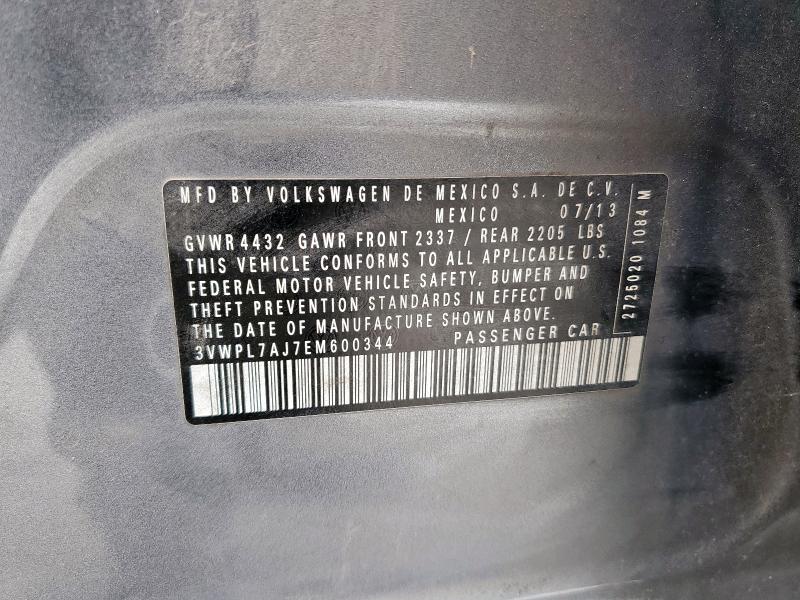 MFD BY VOLKSWAGEN DE MEXICO S.A. DE C.V.
MEXICO 07/13
GVWR 4432 GAWR FRONT 2337 / REAR 2205 LBS
THIS VEHICLE CONFORMS TO ALL APPLICABLE U.S.
FEDERAL MOTOR VEHICLE SAFETY, BUMPER AND
THEFT PREVENTION STANDARDS IN EFFECT ON
THE DATE OF MANUFACTURE SHOWN ABOVE.
3VWPL7AJ7EM600344 PASSENGER CAR
2725020 1084 M